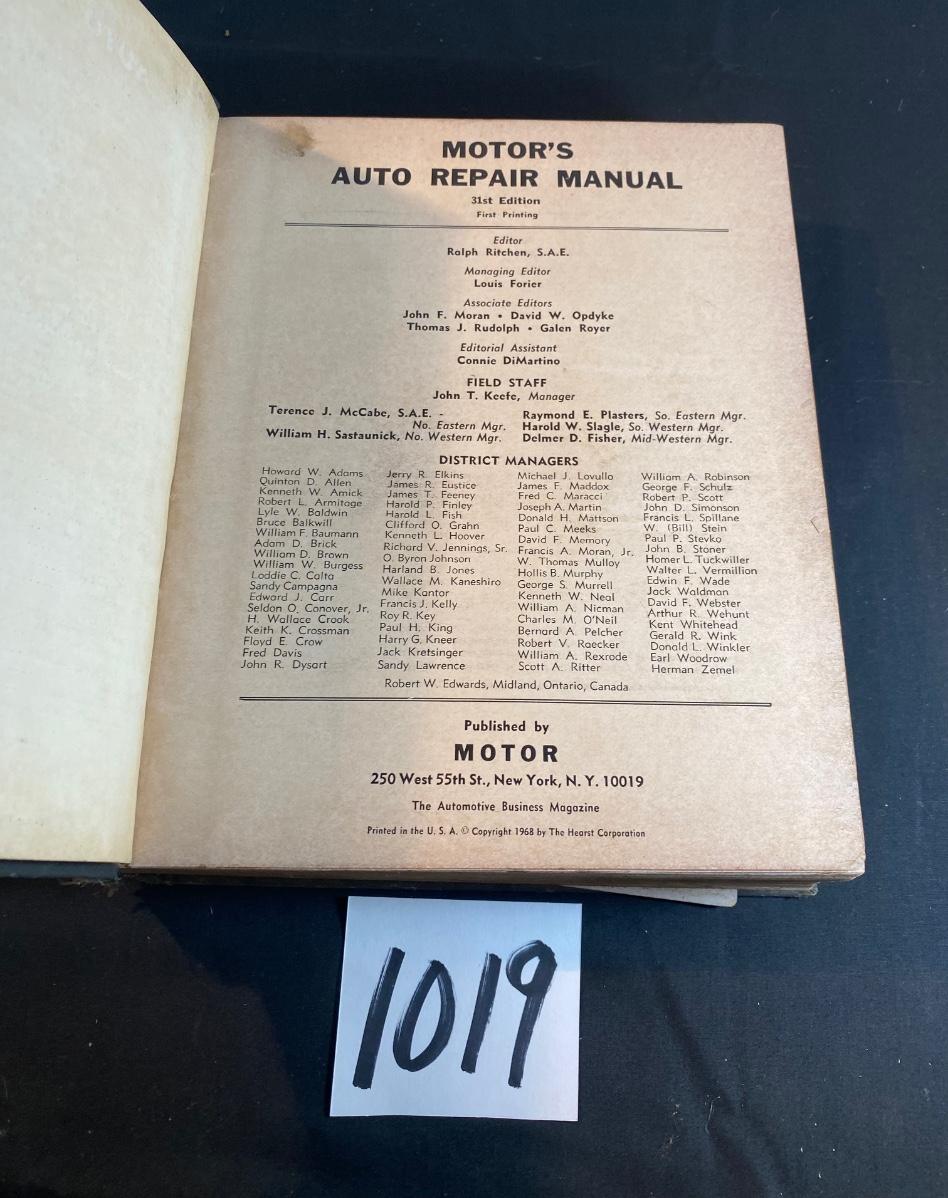 MOTOR'S
AUTO REPAIR MANUAL
31st Edition
First Printing
Editor
Ralph Ritchen, S.A.E.
Managing Editor
Louis Forier
Associate Editors
John F. Moran • David W. Opdyke
Thomas J. Rudolph • Galen Royer
Editorial Assistant
Connie DiMartino
FIELD STAFF
John T. Keefe, Manager
Terence J. McCabe, S.A.E. -
No. Eastern Mgr.
William H. Sastaunick, No. Western Mgr.
Raymond E. Plasters, So. Eastern Mgr.
Harold W. Slagle, So. Western Mgr.
Delmer D. Fisher, Mid-Western Mgr.
DISTRICT MANAGERS
Howard W. Adams
Quinton D. Allen
Kenneth W. Amick
Robert L. Armitage
Lyle W. Baldwin
Bruce Balkwill
William F. Baumann
Adam D. Brick
William D. Brown
William W. Burgess
Loddie C. Calta
Sandy Campagna
Edward J. Carr
Seldon O. Conover, Jr.
H. Wallace Crook
Keith K. Crossman
Floyd E. Crow
Fred Davis
John R. Dysart
Jerry R. Elkins
James R. Eustice
James T. Feeney
Harold P. Finley
Harold L. Fish
Clifford O. Grahn
Kenneth L. Hoover
Richard V. Jennings, Sr.
O. Byron Johnson
Harland B. Jones
Wallace M. Kaneshiro
Mike Kantor
Francis J. Kelly
Roy R. Key
Paul H. King
Harry G. Kneer
Jack Kretsinger
Sandy Lawrence
Michael J. Lovullo
James F. Maddox
Fred C. Maracci
Joseph A. Martin
Donald H. Mattson
Paul C. Meeks
David F. Memory
Francis A. Moran, Jr.
W. Thomas Mulloy
Hollis B. Murphy
George S. Murrell
Kenneth W. Neal
William A. Nicman
Charles M. O'Neil
Bernard A. Pelcher
Robert V. Raecker
William A. Rexrode
Scott A. Ritter
William A. Robinson
George F. Schulz
Robert P. Scott
John D. Simonson
Francis L. Spillane
W. (Bill) Stein
Paul P. Stevko
John B. Stoner
Homer L. Tuckwiller
Walter L. Vermillion
Edwin F. Wade
Jack Waldman
David F. Webster
Arthur R. Wehunt
Kent Whitehead
Gerald R. Wink
Donald L. Winkler
Earl Woodrow
Herman Zemel
Robert W. Edwards, Midland, Ontario, Canada
Published by
MOTOR
250 West 55th St., New York, N. Y. 10019
The Automotive Business Magazine
Printed in the U. S. A. © Copyright 1968 by The Hearst Corporation
1019